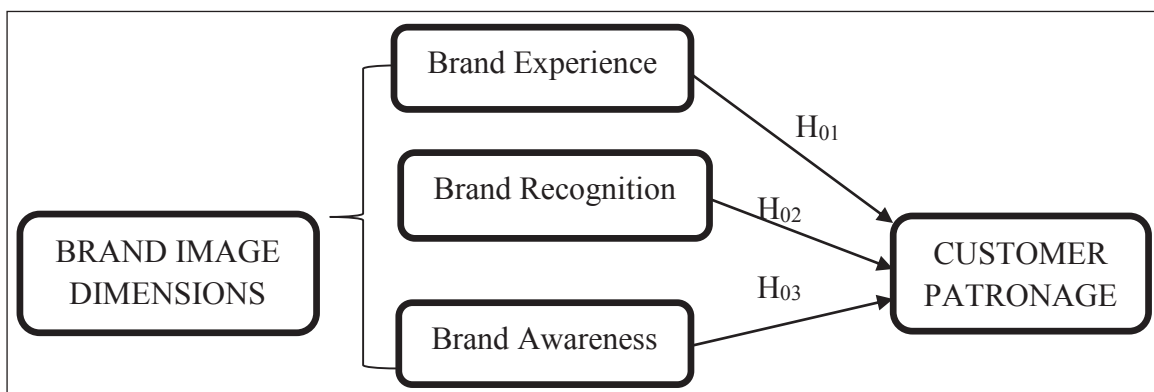 Brand Experience
H01
Brand Recognition
H02
BRAND IMAGE
DIMENSIONS
CUSTOMER
PATRONAGE
H03
Brand Awareness